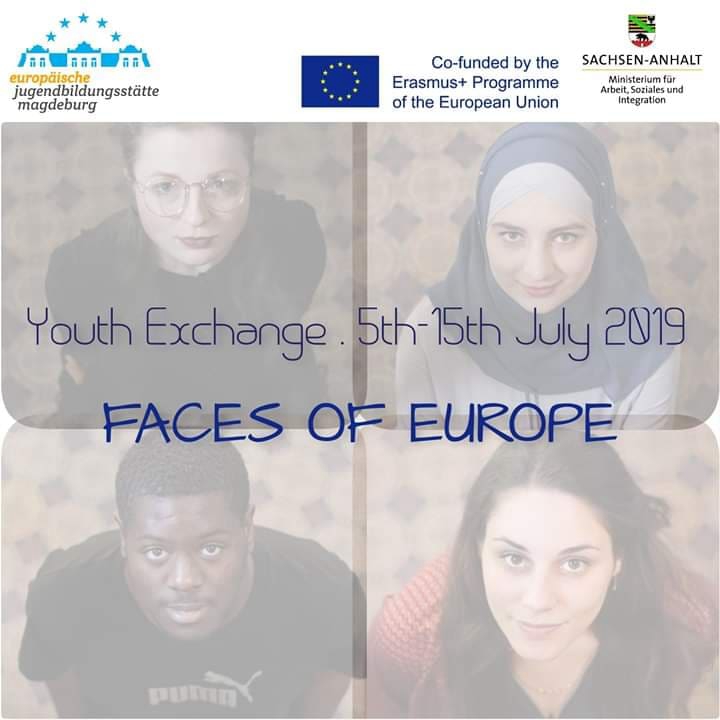 europäische
jugendbildungsstätte
magdeburg
Co-funded by the
Erasmus+ Programme
of the European Union
SACHSEN-ANHALT
Ministerium für
Arbeit, Soziales und
Integration
Youth Exchange . 5th-15th July 2019
FACES OF EUROPE
PUMA